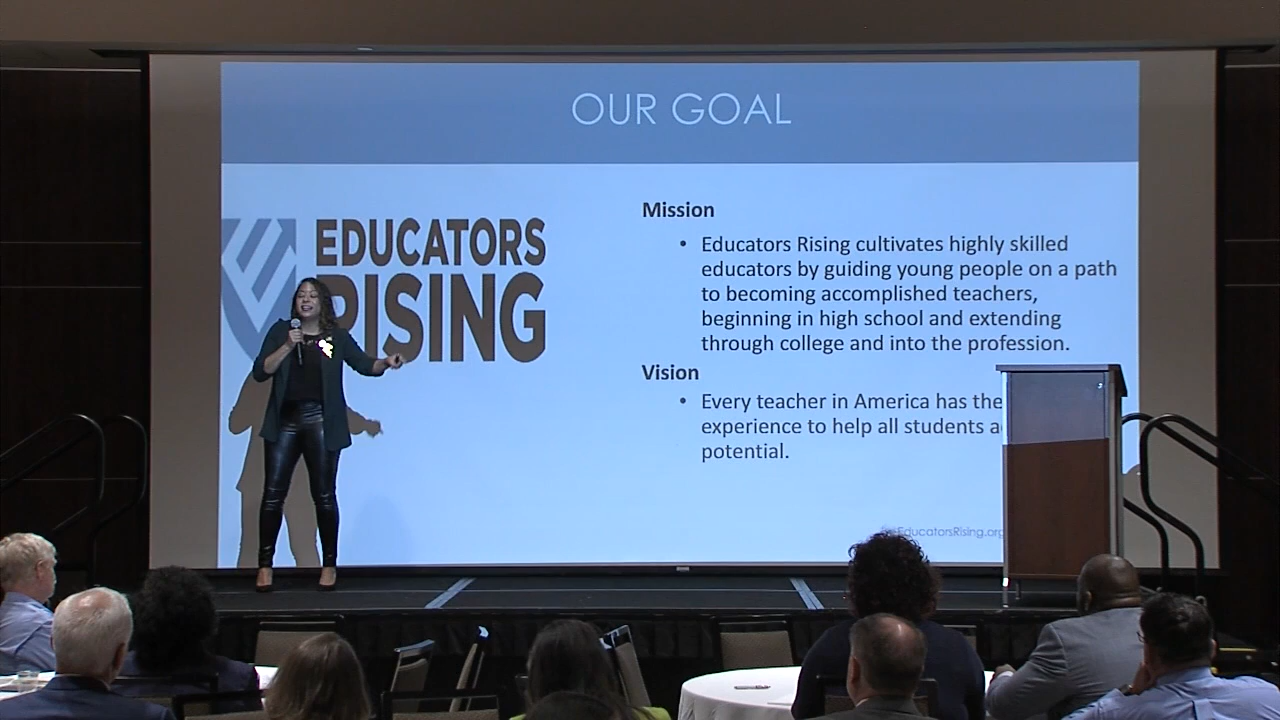 OUR GOAL
EDUCATORS
RISING
Mission
• Educators Rising cultivates highly skilled
educators by guiding young people on a path
to becoming accomplished teachers,
beginning in high school and extending
through college and into the profession.
Vision
• Every teacher in America has the
experience to help all students
potential.
EducatorsRising.org